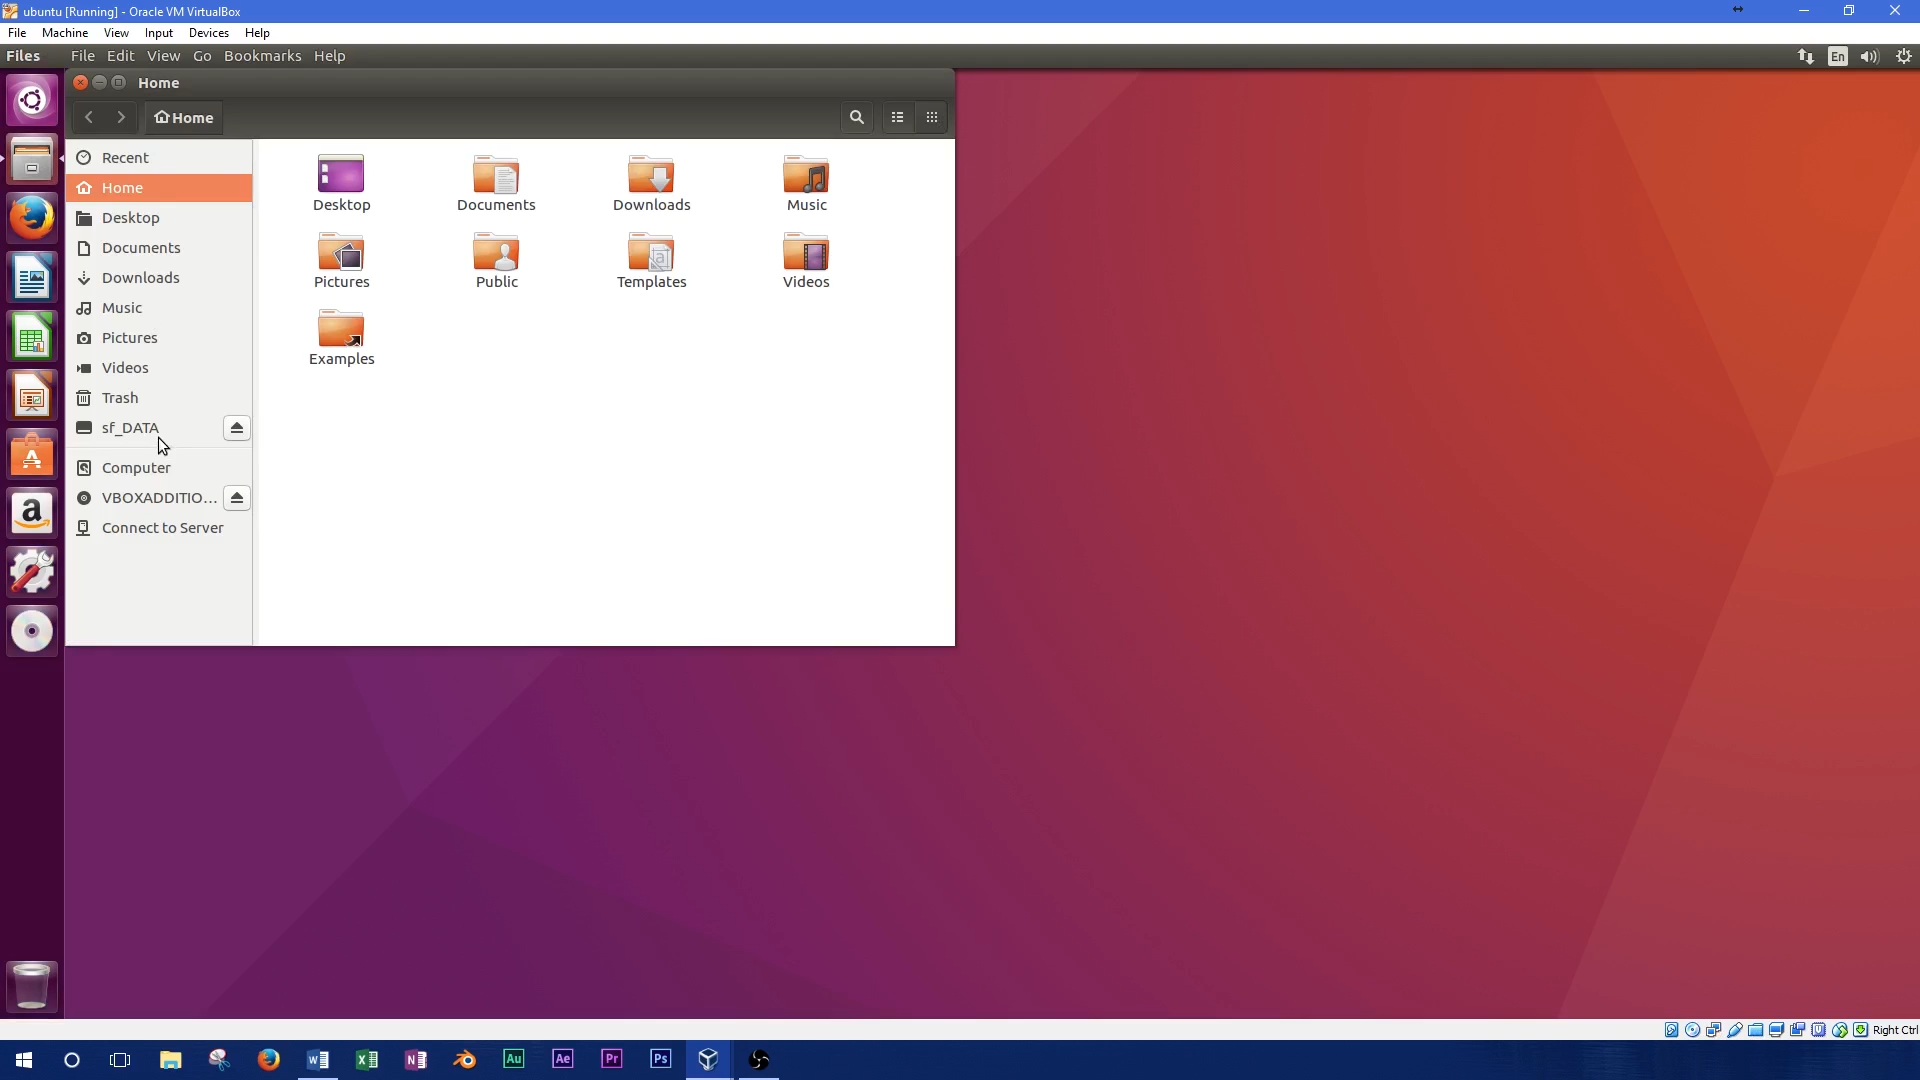 ubuntu [Running] - Oracle VM VirtualBox
File Machine View Input Devices Help
Files File Edit View Go Bookmarks Help En
Home
Home
Recent
Home
Desktop
Documents
Downloads
Music
Pictures
Videos
Trash
sf_DATA
Computer
VBOXADDITIO...
Connect to Server
Desktop Documents Downloads Music
Pictures Public Templates Videos
Examples
Right Ctrl
Au Ae Pr Ps